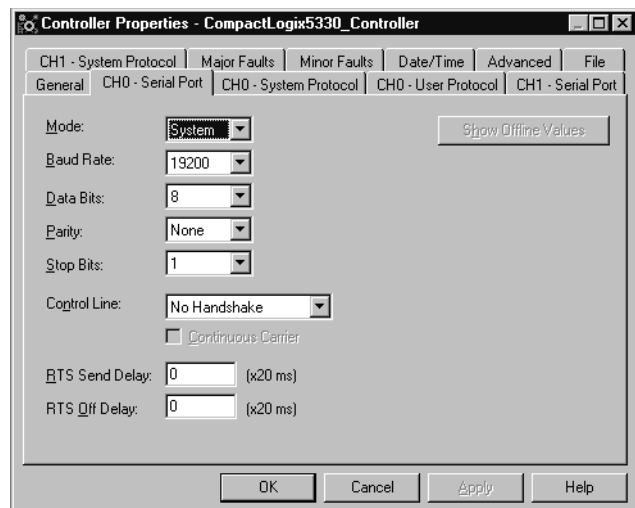 Controller Properties - CompactLogix5330_Controller
CH1 - System Protocol Major Faults Minor Faults Date/Time Advanced File
General CH0 - Serial Port CH0 - System Protocol CH0 - User Protocol CH1 - Serial Port
Mode: System Show Offline Values
Baud Rate: 19200
Data Bits: 8
Parity: None
Stop Bits: 1
Control Line: No Handshake
Continuous Carrier
RTS Send Delay: 0 (x20 ms)
RTS Off Delay: 0 (x20 ms)
OK Cancel Apply Help